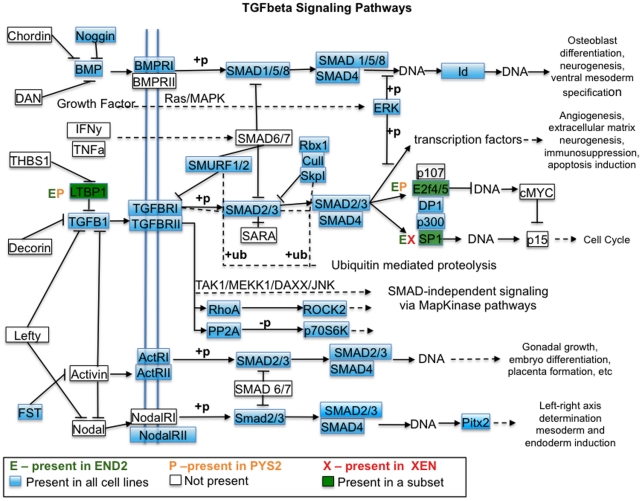 TGFbeta Signaling Pathways
Chordin
Noggin
BMP
DAN
BMPRI
BMPRII
+p
SMAD1/5/8
SMAD 1/5/8
SMAD4
DNA
Id
DNA
Osteoblast
differentiation,
neurogenesis,
ventral mesoderm
specification
+p
ERK
+p
Growth Factor
Ras/MAPK
IFNy
TNFa
SMAD6/7
Rbx1
Cull
Skpl
SMURF1/2
transcription factors
Angiogenesis,
extracellular matrix
neurogenesis,
immunosuppression,
apoptosis induction
THBS1
EP
LTBP1
TGFB1
Decorin
TGFBRI
TGFBRII
+p
SMAD2/3
SARA
SMAD2/3
SMAD4
EP
p107
E2f4/5
DP1
p300
EX
SP1
DNA
cMYC
DNA
p15
Cell Cycle
+ub
+ub
Ubiquitin mediated proteolysis
TAK1/MEKK1/DAXX/JNK
RhoA
ROCK2
PP2A
-p
p70S6K
SMAD-independent signaling
via MapKinase pathways
Lefty
Activin
FST
Nodal
ActRI
ActRII
+p
SMAD2/3
SMAD2/3
SMAD4
DNA
Gonadal growth,
embryo differentiation,
placenta formation, etc
SMAD 6/7
NodalRI
NodalRII
+p
Smad2/3
SMAD2/3
SMAD4
DNA
Pitx2
Left-right axis
determination
mesoderm and
endoderm induction
E – present in END2
P –present in PYS2
X – present in XEN
Present in all cell lines
Not present
Present in a subset